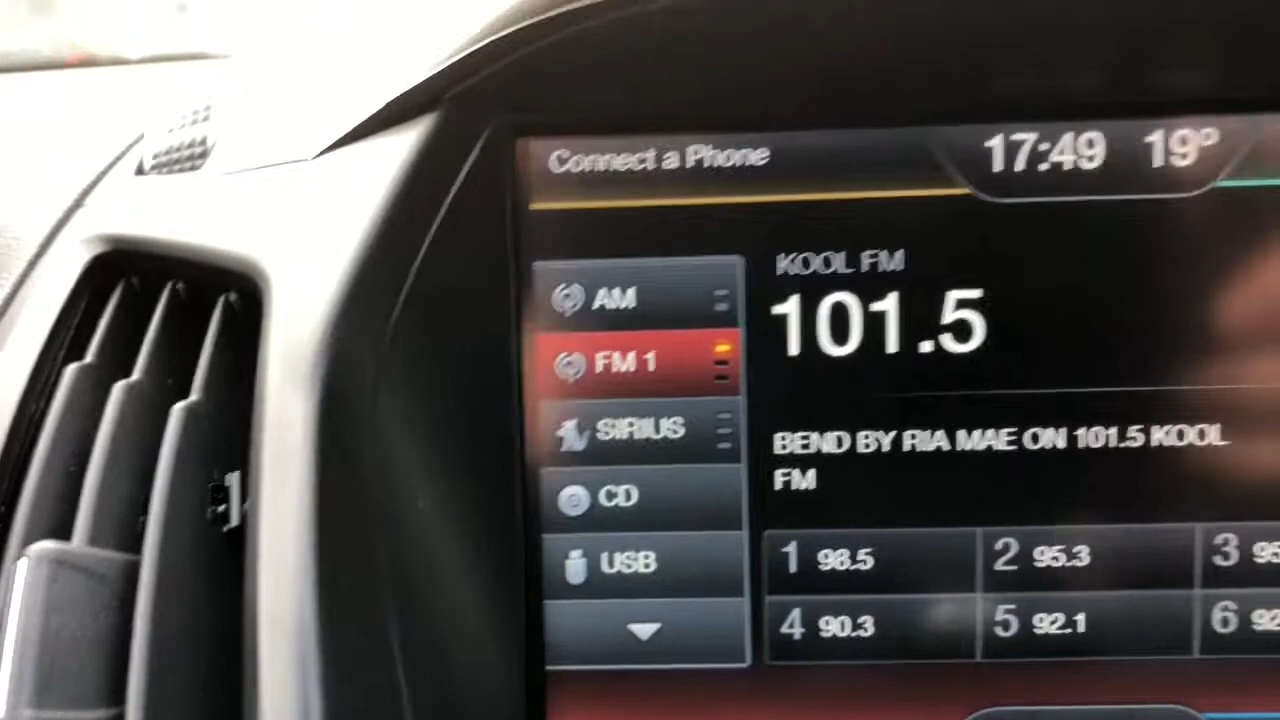 Connect a Phone
17:49 19°
AM
FM 1
SIRIUS
CD
USB
KOOL FM
101.5
BEND BY RIA MAE ON 101.5 KOOL
FM
1 98.5
2 95.3
3
4 90.3
5 92.1
6